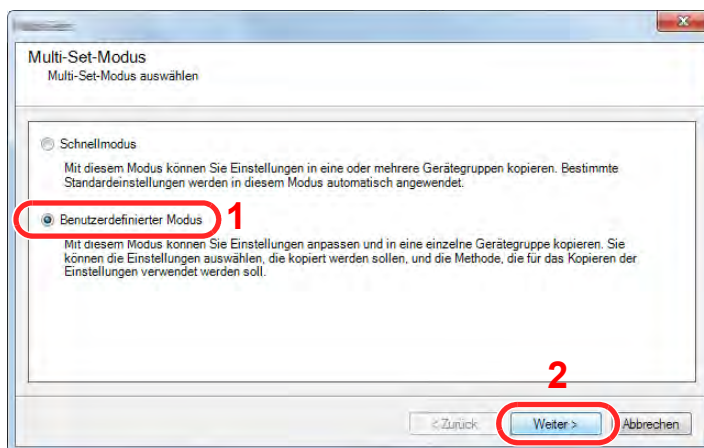 Multi-Set-Modus
Multi-Set-Modus auswählen
Schnellmodus
Mit diesem Modus können Sie Einstellungen in eine oder mehrere Gerätegruppen kopieren. Bestimmte
Standardeinstellungen werden in diesem Modus automatisch angewendet.
Benutzerdefinierter Modus 1
Mit diesem Modus können Sie Einstellungen anpassen und in eine einzelne Gerätegruppe kopieren. Sie
können die Einstellungen auswählen, die kopiert werden sollen, und die Methode, die für das Kopieren der
Einstellungen verwendet werden soll.
2
< Zurück Weiter > Abbrechen